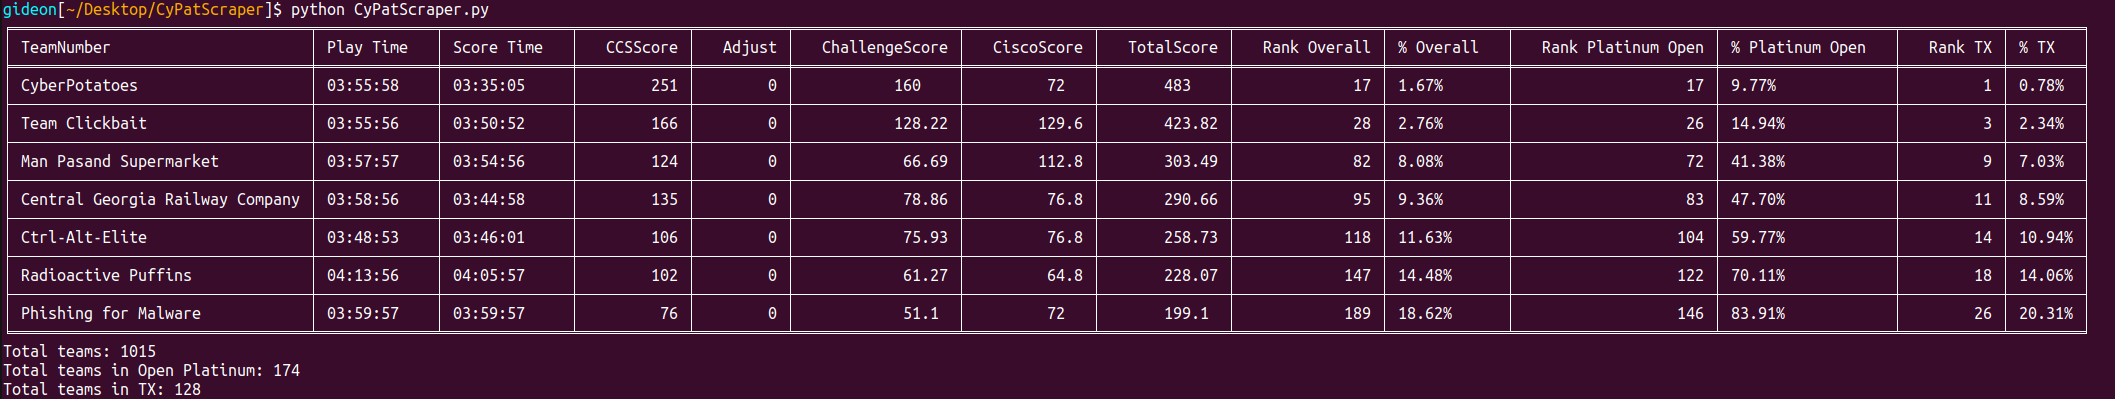 gideon[~/Desktop/CyPatScraper]$ python CyPatScraper.py
TeamNumber Play Time Score Time CCSScore Adjust ChallengeScore CiscoScore TotalScore Rank Overall % Overall Rank Platinum Open % Platinum Open Rank TX % TX
CyberPotatoes 03:55:58 03:35:05 251 0 160 72 483 17 1.67% 17 9.77% 1 0.78%
Team Clickbait 03:55:56 03:50:52 166 0 128.22 129.6 423.82 28 2.76% 26 14.94% 3 2.34%
Man Pasand Supermarket 03:57:57 03:54:56 124 0 66.69 112.8 303.49 82 8.08% 72 41.38% 9 7.03%
Central Georgia Railway Company 03:58:56 03:44:58 135 0 78.86 76.8 290.66 95 9.36% 83 47.70% 11 8.59%
Ctrl-Alt-Elite 03:48:53 03:46:01 106 0 75.93 76.8 258.73 118 11.63% 104 59.77% 14 10.94%
Radioactive Puffins 04:13:56 04:05:57 102 0 61.27 64.8 228.07 147 14.48% 122 70.11% 18 14.06%
Phishing for Malware 03:59:57 03:59:57 76 0 51.1 72 199.1 189 18.62% 146 83.91% 26 20.31%
Total teams: 1015
Total teams in Open Platinum: 174
Total teams in TX: 128